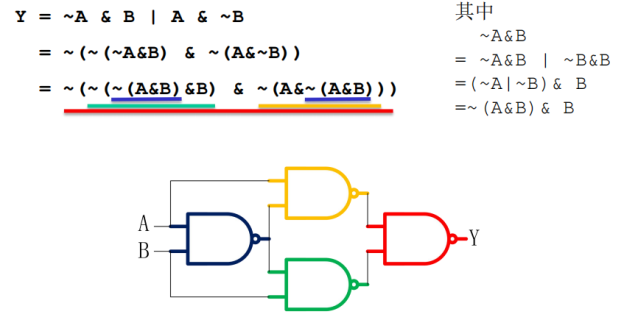 Y = ~A & B | A & ~B
= ~(~(~A&B) & ~(A&~B))
= ~(~(~(A&B)&B) & ~(A&~(A&B)))
其中
~A&B
= ~A&B | ~B&B
=(~A|~B)& B
=~(A&B)& B
A
B
Y